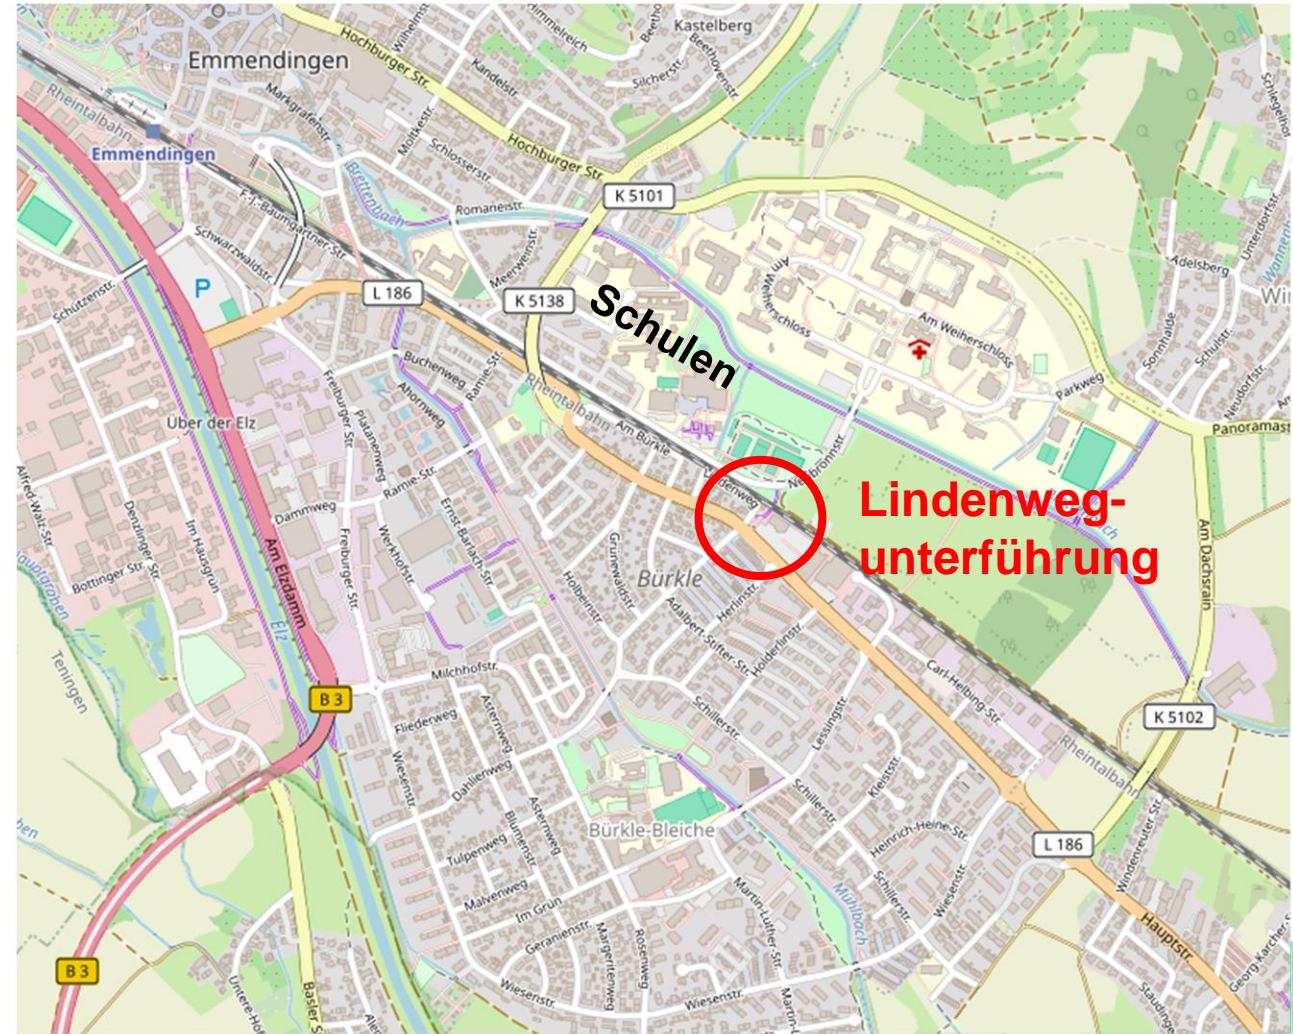 Kastelberg
Emmendingen
Hochburger Str.
Kandelstr.
Silcherstr.
Beethovenstr.
Rheintalbahn
Markgrafenstr.
Moltkestr.
Schlosserstr.
Hochburger Str.
Emmendingen
Brettenbach
K 5101
F.-J.-Baumgartner-Str.
Romaneistr.
Schwarzwaldstr.
Meerweinstr.
Adelsberg
Unterdorfstr.
Am Weiherschloss
P
L 186
K 5138
Schulen
Schützenstr.
Am Weiherschloss
Sonnhalde
Schulstr.
Buchenweg
Ramie-Str.
Ahornweg
Rheintalbahn
Parkweg
Neudorfstr.
Freiburger Str.
Platanenweg
Über der Elz
Am Bürkle
Neubronnstr.
Ramie-Str.
Alfred-Walz-Str.
Denzlinger Str.
Im Hausgrün
Dammweg
Werkhofstr.
Ernst-Barlach-Str.
Lindenweg-
unterführung
Am Elzdamm
Freiburger Str.
Grünewaldstr.
Bottinger Str.
Bürkle
Holbeinstr.
Herlinstr.
Adalbert-Stifter-Str.
Hölderlinstr.
Am Dachsrain
Elz
Teningen
Milchhofstr.
Carl-Helbing-Str.
B 3
Fliederweg
Asternweg
Schillerstr.
Lessingstr.
K 5102
Rheintalbahn
Wiesenstr.
Dahlienweg
Kleiststr.
Asternweg
Blumenstr.
Bürkle-Bleiche
Schillerstr.
Heinrich-Heine-Str.
L 186
Windenreuter Str.
Tulpenweg
Malvenweg
Im Grün
Martin-Luther-Str.
Mühlbach
Schillerstr.
Wiesenstr.
Geranienstr.
Margeritenweg
Rosenweg
Hauptstr.
B 3
Wiesenstr.
Wiesenstr.